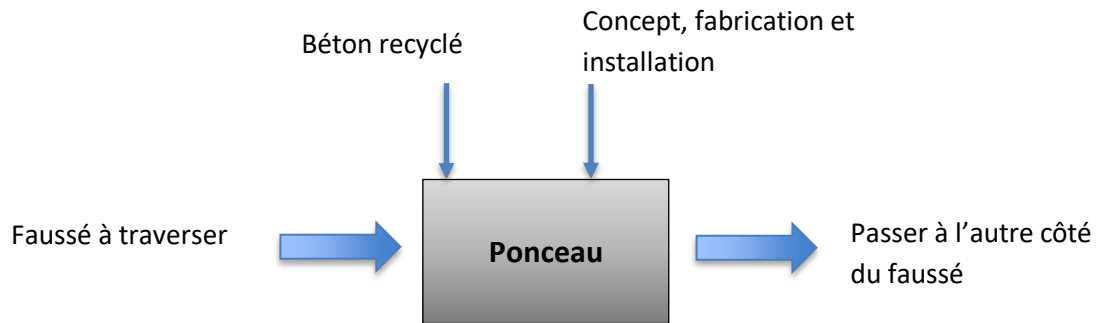 Béton recyclé
Concept, fabrication et
installation
Faussé à traverser
Ponceau
Passer à l'autre côté
du faussé